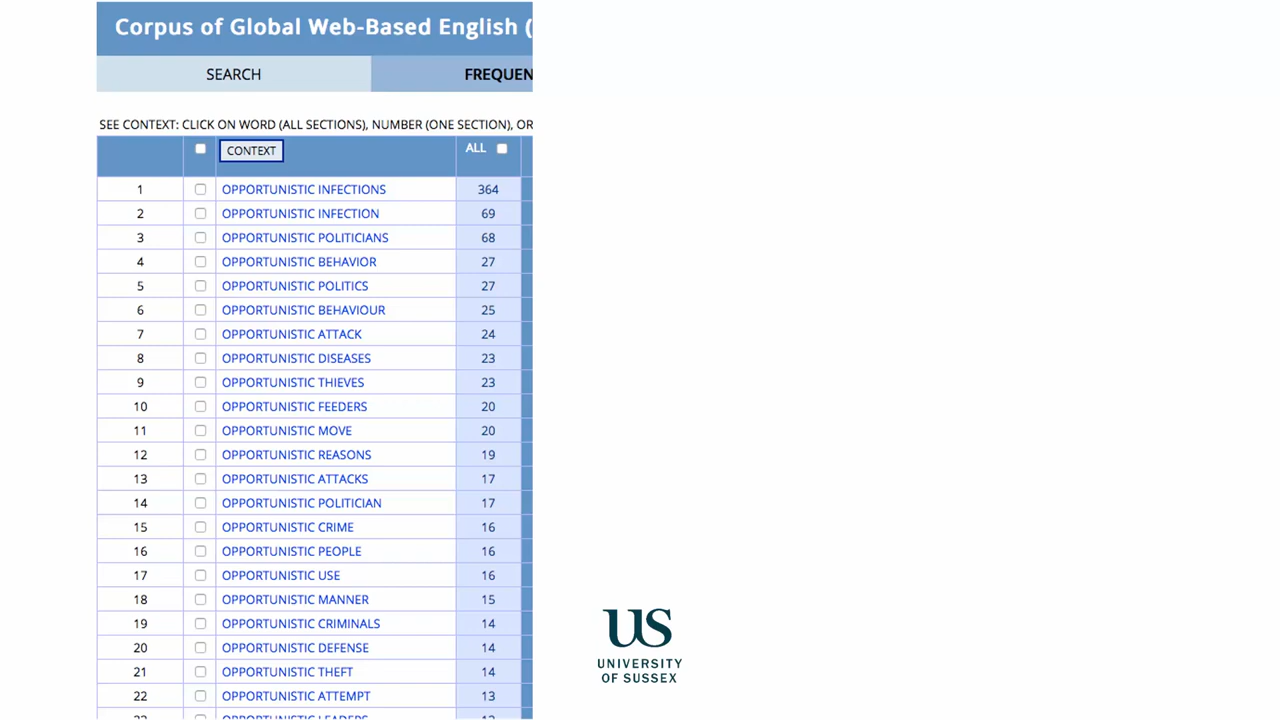 Corpus of Global Web-Based English (
SEARCH FREQUEN
SEE CONTEXT: CLICK ON WORD (ALL SECTIONS), NUMBER (ONE SECTION), OR
CONTEXT ALL
1 OPPORTUNISTIC INFECTIONS 364
2 OPPORTUNISTIC INFECTION 69
3 OPPORTUNISTIC POLITICIANS 68
4 OPPORTUNISTIC BEHAVIOR 27
5 OPPORTUNISTIC POLITICS 27
6 OPPORTUNISTIC BEHAVIOUR 25
7 OPPORTUNISTIC ATTACK 24
8 OPPORTUNISTIC DISEASES 23
9 OPPORTUNISTIC THIEVES 23
10 OPPORTUNISTIC FEEDERS 20
11 OPPORTUNISTIC MOVE 20
12 OPPORTUNISTIC REASONS 19
13 OPPORTUNISTIC ATTACKS 17
14 OPPORTUNISTIC POLITICIAN 17
15 OPPORTUNISTIC CRIME 16
16 OPPORTUNISTIC PEOPLE 16
17 OPPORTUNISTIC USE 16
18 OPPORTUNISTIC MANNER 15
19 OPPORTUNISTIC CRIMINALS 14
20 OPPORTUNISTIC DEFENSE 14
21 OPPORTUNISTIC THEFT 14
22 OPPORTUNISTIC ATTEMPT 13
OPPORTUNISTIC LEADERS
US
UNIVERSITY
OF SUSSEX